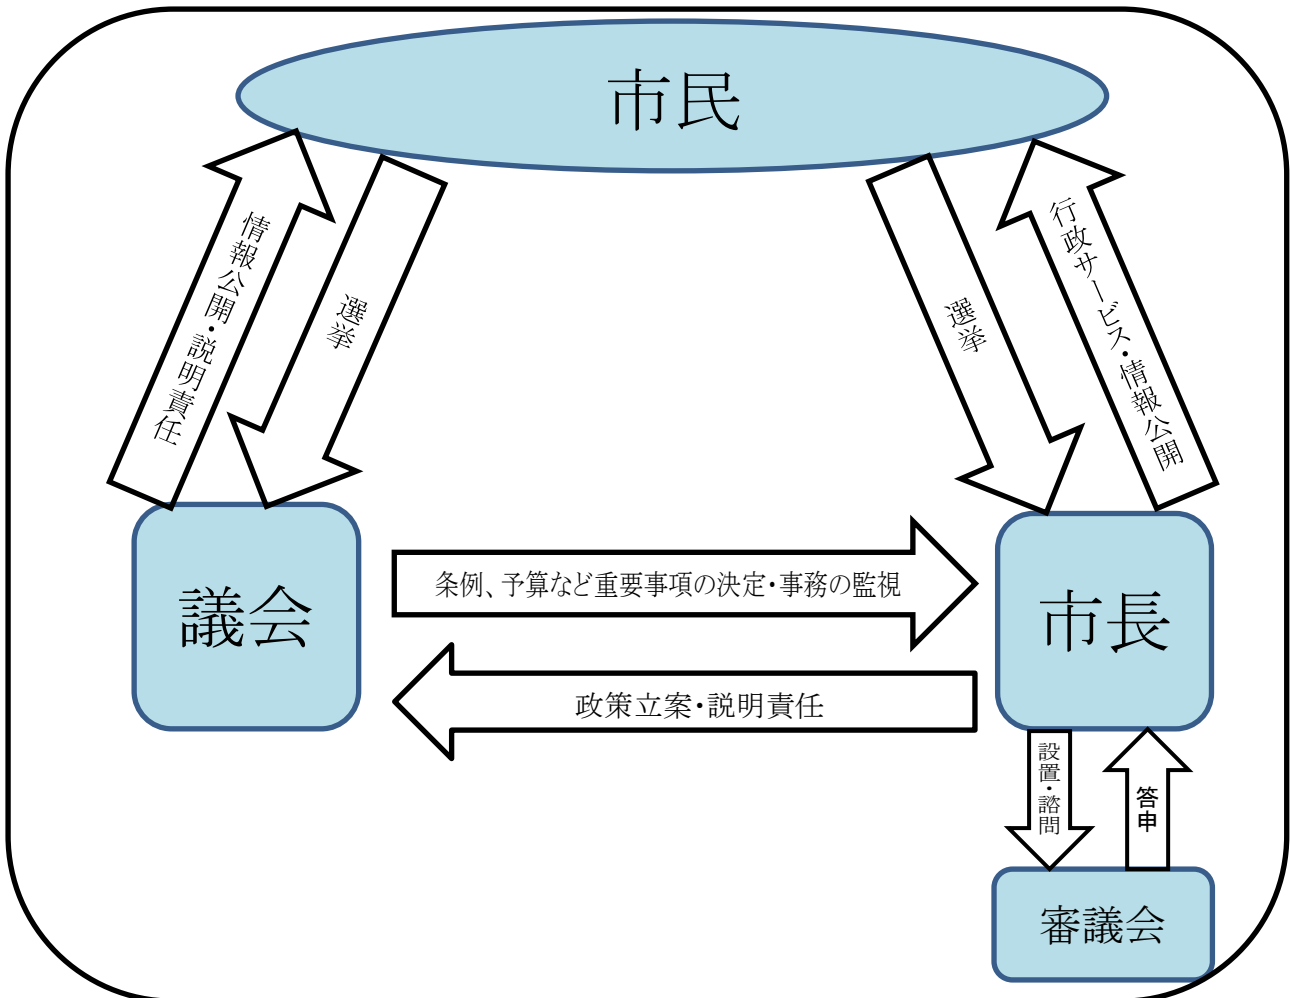 市民
情報公開・説明責任
選挙
選挙
行政サービス・情報公開
議会
条例、予算など重要事項の決定・事務の監視
市長
政策立案・説明責任
設置・諮問
答申
審議会